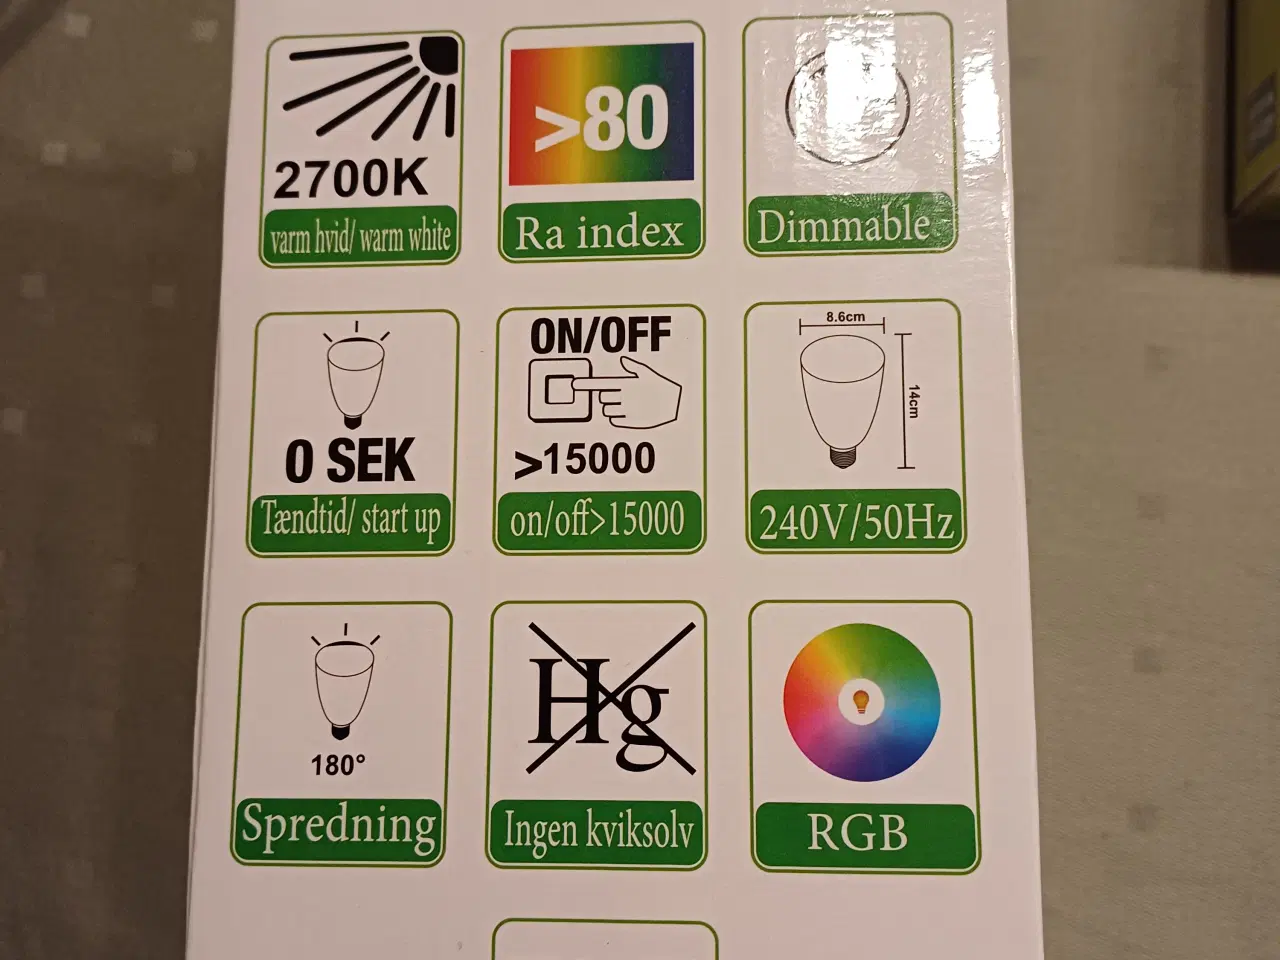 2700K
varm hvid/ warm white
>80
Ra index
Dimmable
0 SEK
Tændtid/ start up
ON/OFF
>15000
on/off>15000
8.6cm
14cm
240V/50Hz
180°
Spredning
Hg
Ingen kviksolv
RGB